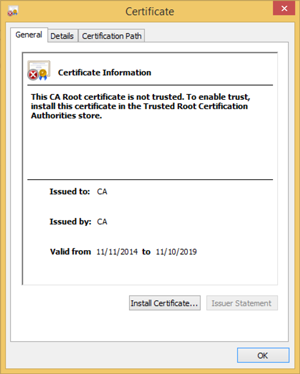 Certificate
General Details Certification Path
Certificate Information
This CA Root certificate is not trusted. To enable trust,
install this certificate in the Trusted Root Certification
Authorities store.
Issued to: CA
Issued by: CA
Valid from 11/11/2014 to 11/10/2019
Install Certificate... Issuer Statement
OK